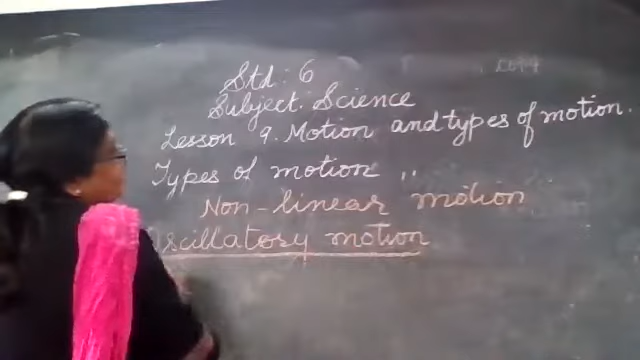 Std: 6
Subject. Science
Lesson 9. Motion and types of motion.
Types of motion ,,
Non-linear motion
Oscillatory motion